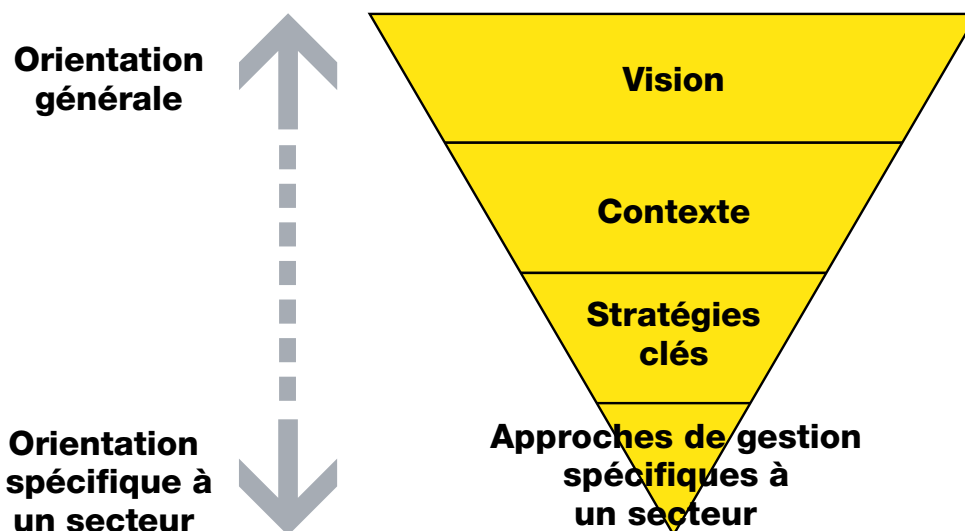 Orientation
générale
Vision
Contexte
Stratégies
clés
Orientation
spécifique à
un secteur
Approches de gestion
spécifiques à
un secteur